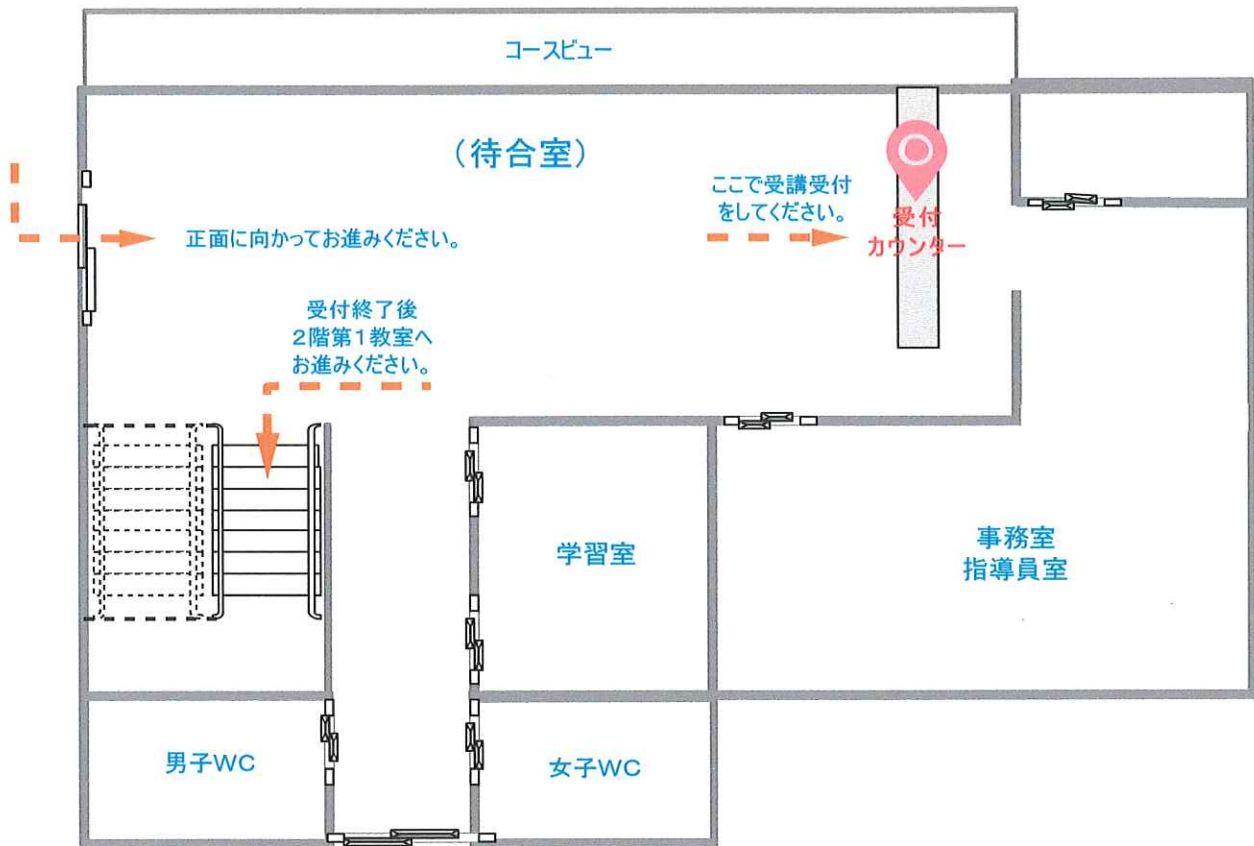 コースビュー
（待合室）
ここで受講受付
をしてください。
受付
カウンター
正面に向かってお進みください。
受付終了後
２階第１教室へ
お進みください。
学習室
事務室
指導員室
男子WC
女子WC